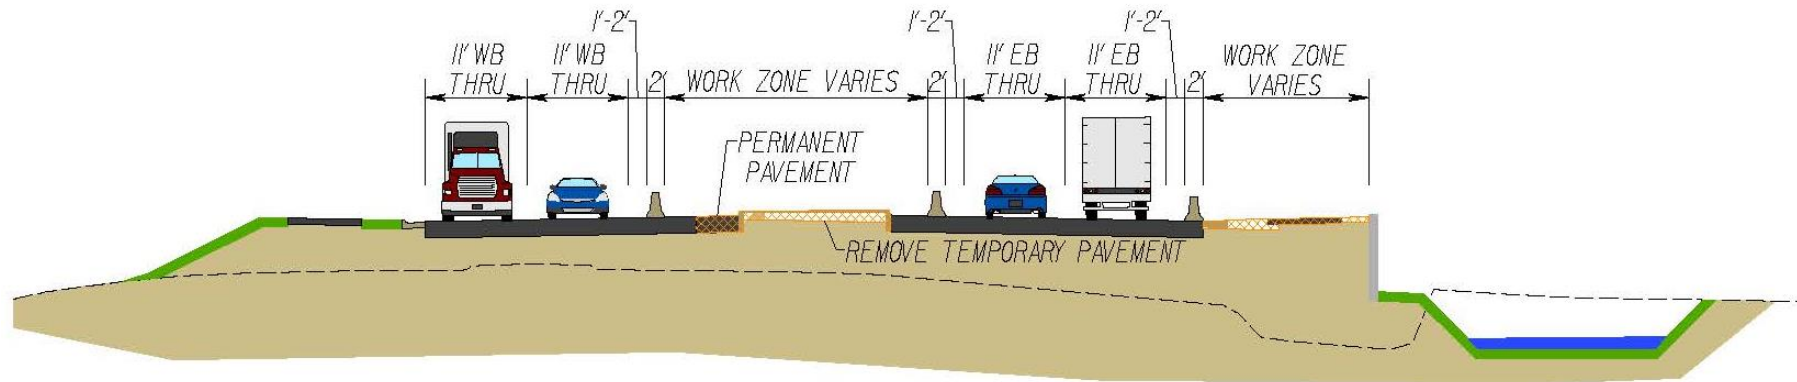 1'-2'
1'-2'
1'-2'
11' WB
THRU
11' WB
THRU
2'
WORK ZONE VARIES
2'
11' EB
THRU
11' EB
THRU
2'
WORK ZONE
VARIES
PERMANENT
PAVEMENT
REMOVE TEMPORARY PAVEMENT